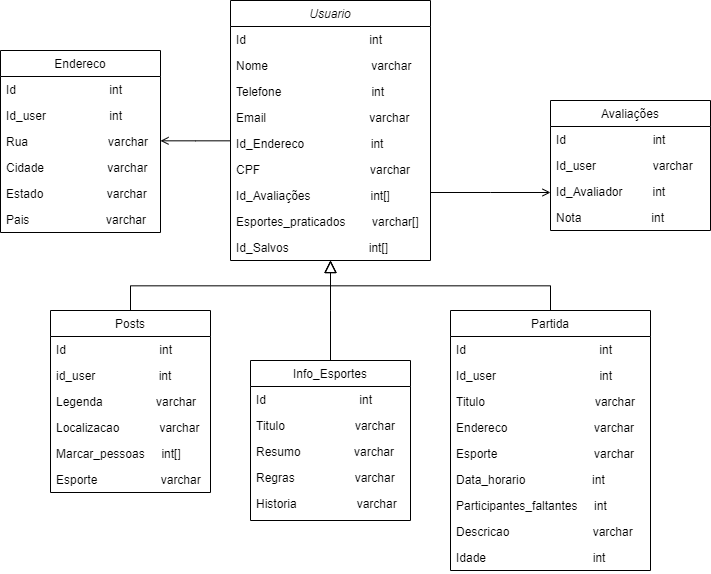 Usuario
Id int
Nome varchar
Telefone int
Email varchar
Id_Endereco int
CPF varchar
Id_Avaliações int[]
Esportes_praticados varchar[]
Id_Salvos int[]
Endereco
Id int
Id_user int
Rua varchar
Cidade varchar
Estado varchar
Pais varchar
Avaliações
Id int
Id_user varchar
Id_Avaliador int
Nota int
Posts
Id int
id_user int
Legenda varchar
Localizacao varchar
Marcar_pessoas int[]
Esporte varchar
Info_Esportes
Id int
Titulo varchar
Resumo varchar
Regras varchar
Historia varchar
Partida
Id int
Id_user int
Titulo varchar
Endereco varchar
Esporte varchar
Data_horario int
Participantes_faltantes int
Descricao varchar
Idade int